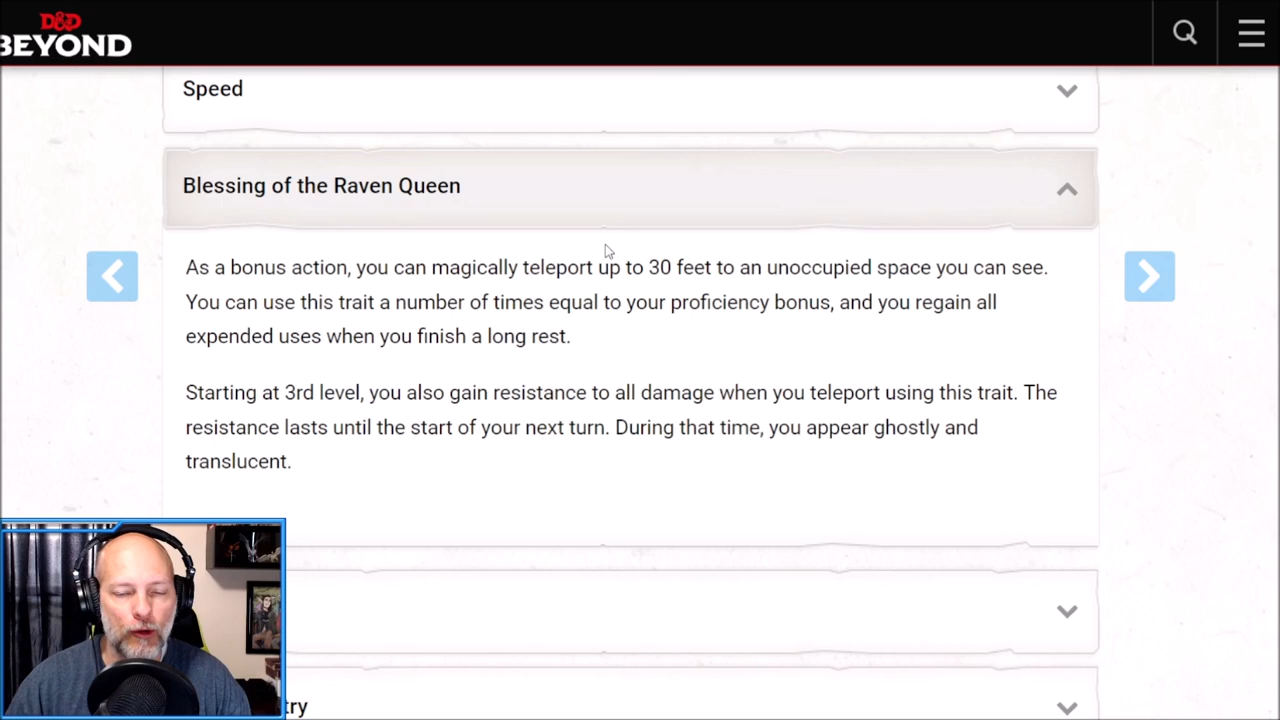 D&D
BEYOND
Speed
Blessing of the Raven Queen
As a bonus action, you can magically teleport up to 30 feet to an unoccupied space you can see.
You can use this trait a number of times equal to your proficiency bonus, and you regain all
expended uses when you finish a long rest.
Starting at 3rd level, you also gain resistance to all damage when you teleport using this trait. The
resistance lasts until the start of your next turn. During that time, you appear ghostly and
translucent.
try